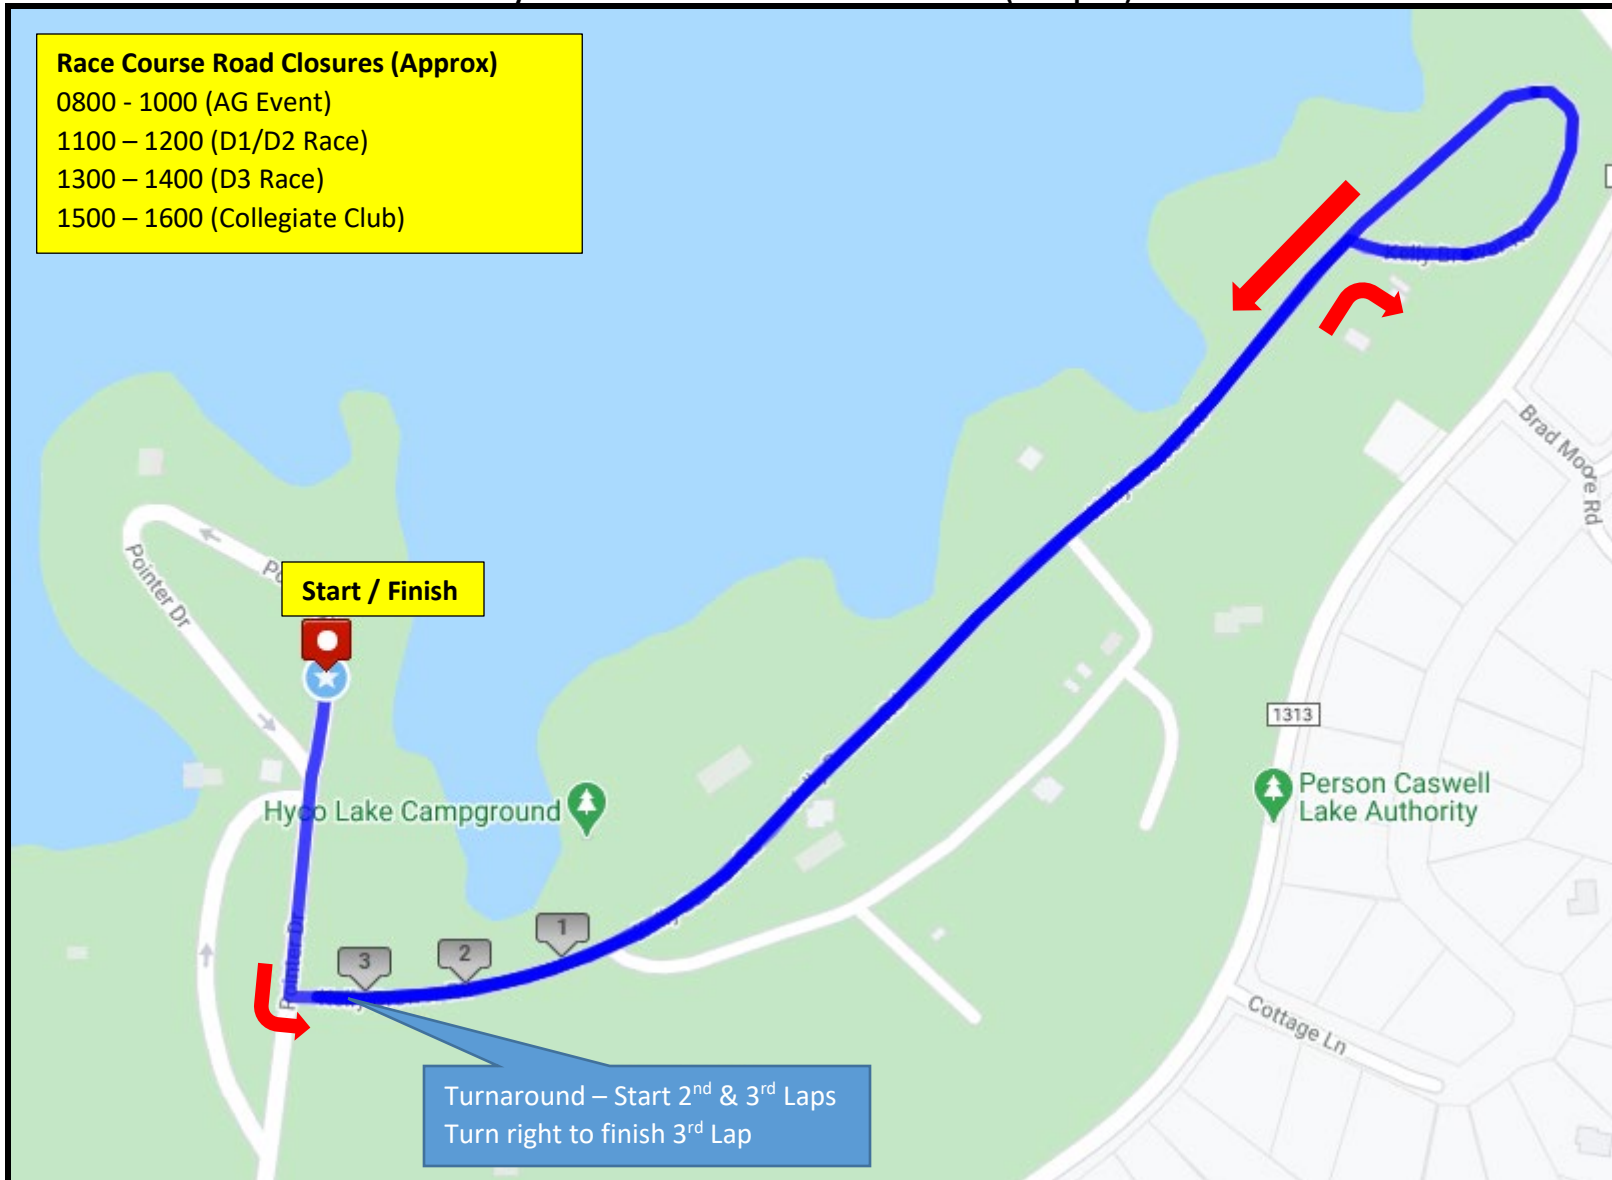 Race Course Road Closures (Approx)
0800 - 1000 (AG Event)
1100 – 1200 (D1/D2 Race)
1300 – 1400 (D3 Race)
1500 – 1600 (Collegiate Club)
Brad Moore Rd
Pointer Dr
Start / Finish
1313
Person Caswell
Lake Authority
Hyco Lake Campground
1
2
3
Pointer Dr
Cottage Ln
Turnaround – Start 2nd & 3rd Laps
Turn right to finish 3rd Lap